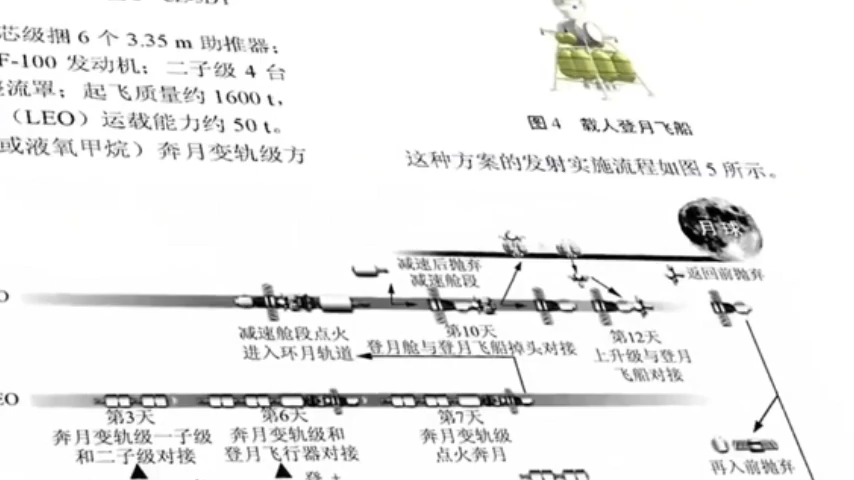 芯级捆 6 个 3.35 m 助推器；
F-100 发动机；二子级 4 台
流罩；起飞质量约 1600 t，
（LEO）运载能力约 50 t。
或液氧甲烷）奔月变轨级方
图 4 载人登月飞船
这种方案的发射实施流程如图 5 所示。
月球
减速后抛弃
减速舱段
返回前抛弃
减速舱段点火
进入环月轨道
第10天
登月舱与登月飞船掉头对接
第12天
上升级与登月
飞船对接
EO
第3天
奔月变轨级一子级
和二子级对接
第6天
奔月变轨级和
登月飞行器对接
第7天
奔月变轨级
点火奔月
再入前抛弃